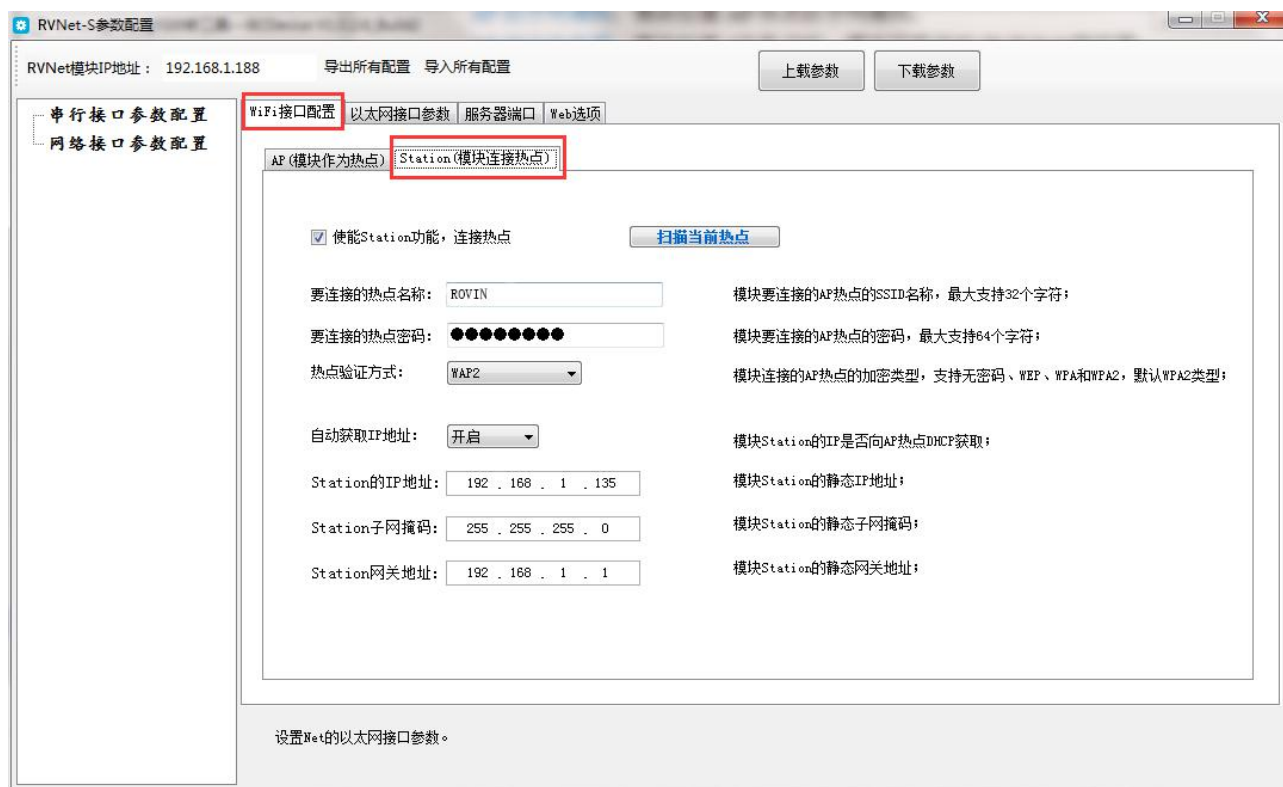 RVNet-S参数配置
RVNet模块IP地址： 192.168.1.188 导出所有配置 导入所有配置 上载参数 下载参数
串行接口参数配置
网络接口参数配置
WiFi接口配置 以太网接口参数 服务器端口 Web选项
AP(模块作为热点) Station(模块连接热点)
使能Station功能，连接热点 扫描当前热点
要连接的热点名称： ROVIN 模块要连接的AP热点的SSID名称，最大支持32个字符；
要连接的热点密码： ●●●●●●●● 模块要连接的AP热点的密码，最大支持64个字符；
热点验证方式： WAP2 模块连接的AP热点的加密类型，支持无密码、WEP、WPA和WPA2，默认WPA2类型；
自动获取IP地址： 开启 模块Station的IP是否向AP热点DHCP获取；
Station的IP地址： 192 . 168 . 1 . 135 模块Station的静态IP地址；
Station子网掩码： 255 . 255 . 255 . 0 模块Station的静态子网掩码；
Station网关地址： 192 . 168 . 1 . 1 模块Station的静态网关地址；
设置Net的以太网接口参数。